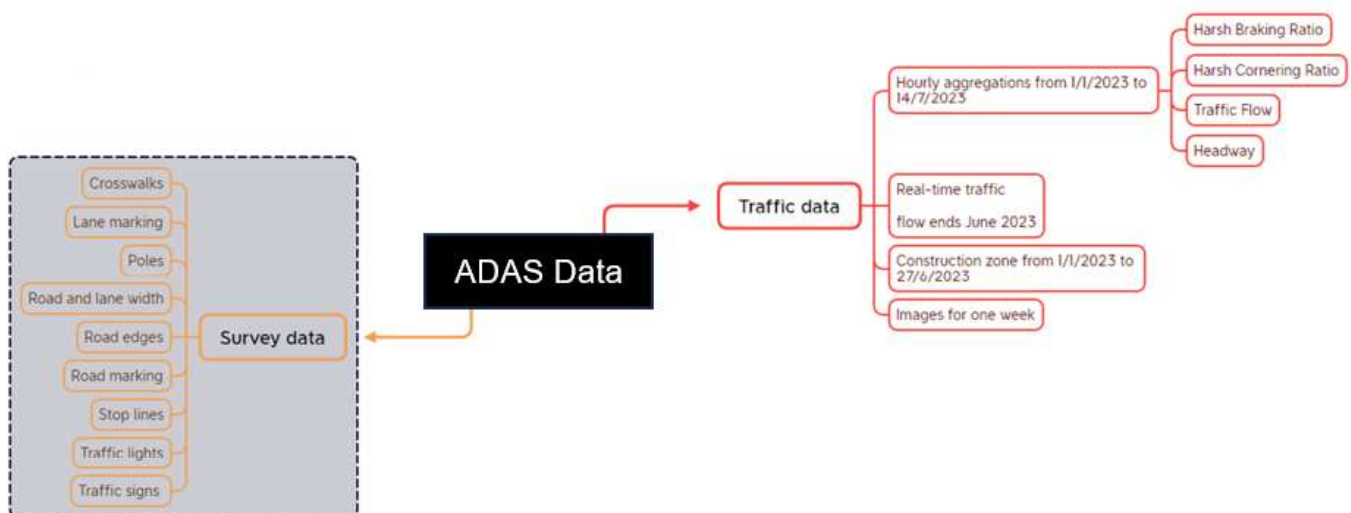 ADAS Data
Survey data
Crosswalks
Lane marking
Poles
Road and lane width
Road edges
Road marking
Stop lines
Traffic lights
Traffic signs
Traffic data
Hourly aggregations from 1/1/2023 to
14/7/2023
Harsh Braking Ratio
Harsh Cornering Ratio
Traffic Flow
Headway
Real-time traffic
flow ends June 2023
Construction zone from 1/1/2023 to
27/6/2023
Images for one week